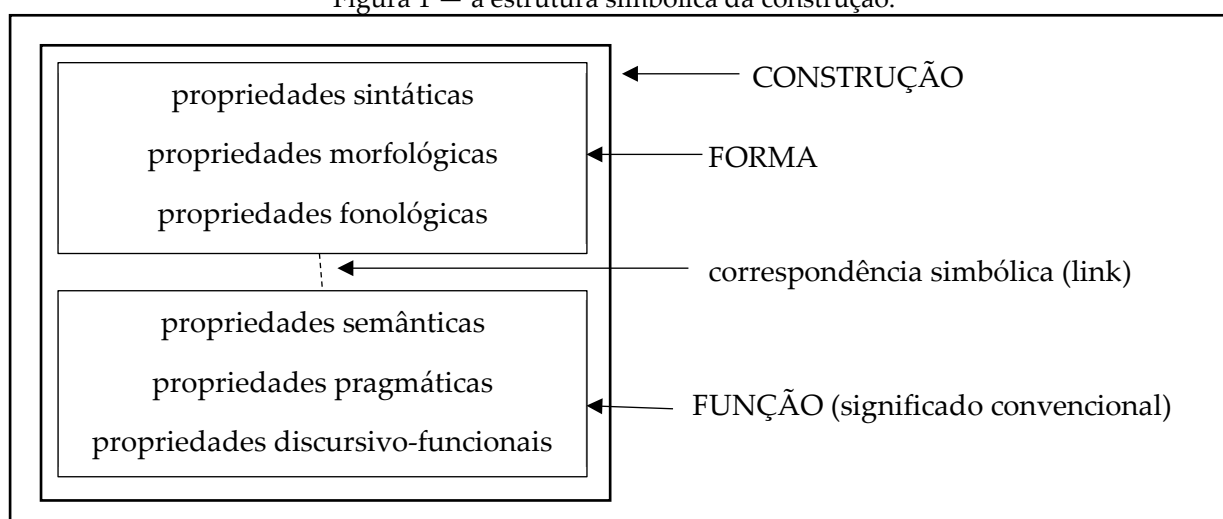 Figura 1 — a estrutura simbólica da construção.
propriedades sintáticas
propriedades morfológicas
propriedades fonológicas
propriedades semânticas
propriedades pragmáticas
propriedades discursivo-funcionais
CONSTRUÇÃO
FORMA
correspondência simbólica (link)
FUNÇÃO (significado convencional)